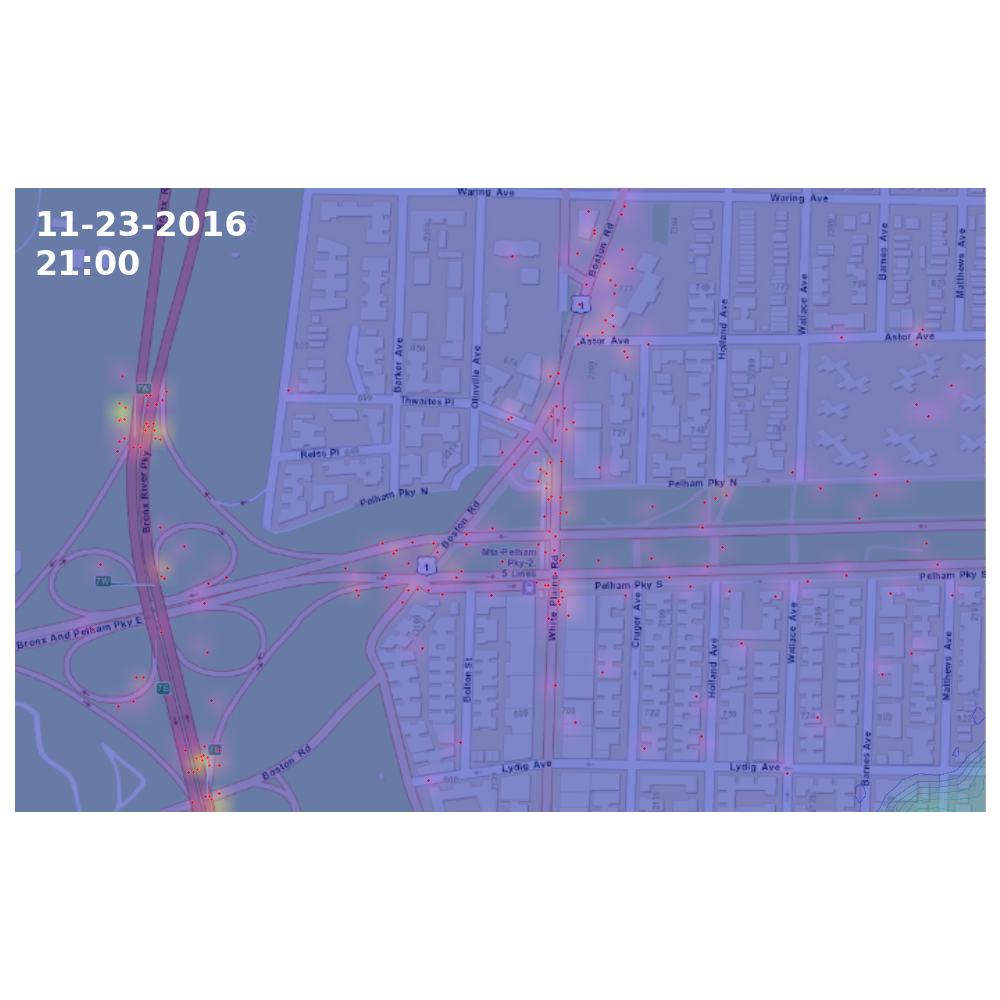 11-23-2016
21:00
Waring Ave
Waring Ave
Boston Rd
Barnes Ave
Matthews Ave
1
Wallace Ave
Holland Ave
Astor Ave
Astor Ave
Barker Ave
Olinville Ave
7A
Thwaites Pl
Reiss Pl
Bronx River Pky
Pelham Pky N
Pelham Pky N
Boston Rd
Mta-Pelham
Pky-2,
5 Lines
1
7W
White Plains Rd
Pelham Pky S
Pelham Pky S
Cruger Ave
Bronx And Pelham Pky E
Wallace Ave
Holland Ave
Matthews Ave
Bolton St
7E
Boston Rd
Lydig Ave
Lydig Ave
Barnes Ave